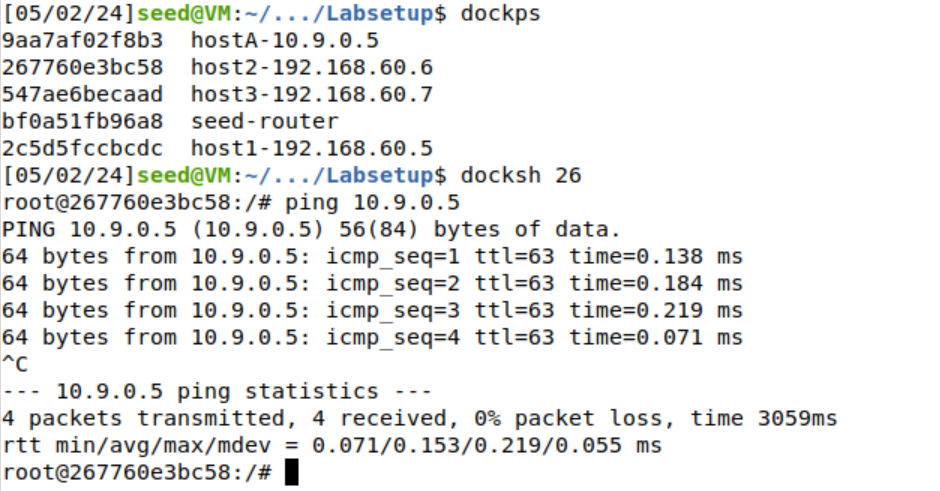 [05/02/24]seed@VM:~/.../Labsetup$ dockps
9aa7af02f8b3  hostA-10.9.0.5
267760e3bc58  host2-192.168.60.6
547ae6becaad  host3-192.168.60.7
bf0a51fb96a8  seed-router
2c5d5fccbcdc  host1-192.168.60.5
[05/02/24]seed@VM:~/.../Labsetup$ docksh 26
root@267760e3bc58:/# ping 10.9.0.5
PING 10.9.0.5 (10.9.0.5) 56(84) bytes of data.
64 bytes from 10.9.0.5: icmp_seq=1 ttl=63 time=0.138 ms
64 bytes from 10.9.0.5: icmp_seq=2 ttl=63 time=0.184 ms
64 bytes from 10.9.0.5: icmp_seq=3 ttl=63 time=0.219 ms
64 bytes from 10.9.0.5: icmp_seq=4 ttl=63 time=0.071 ms
^C
--- 10.9.0.5 ping statistics ---
4 packets transmitted, 4 received, 0% packet loss, time 3059ms
rtt min/avg/max/mdev = 0.071/0.153/0.219/0.055 ms
root@267760e3bc58:/#